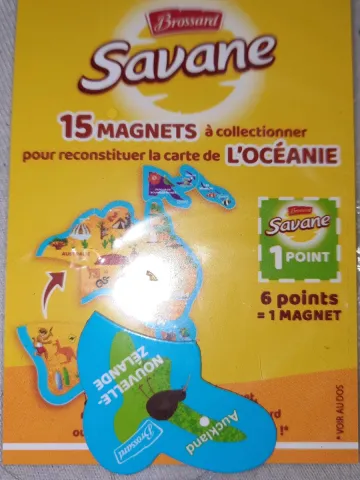 Brossard
Savane
15 MAGNETS à collectionner
pour reconstituer la carte de L'OCÉANIE
Brossard
Savane
1 POINT
6 points
= 1 MAGNET
NOUVELLE-
ZÉLANDE
Auckland
Brossard
* VOIR AU DOS